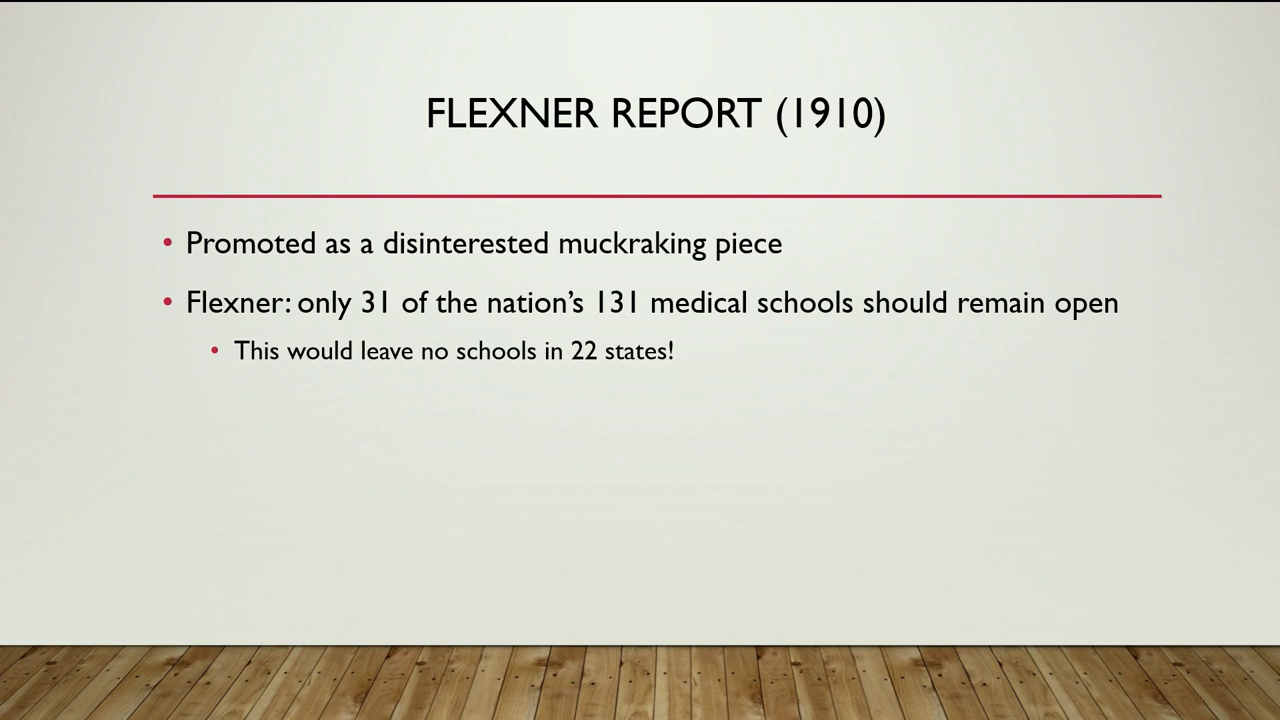 FLEXNER REPORT (1910)
• Promoted as a disinterested muckraking piece
• Flexner: only 31 of the nation’s 131 medical schools should remain open
• This would leave no schools in 22 states!